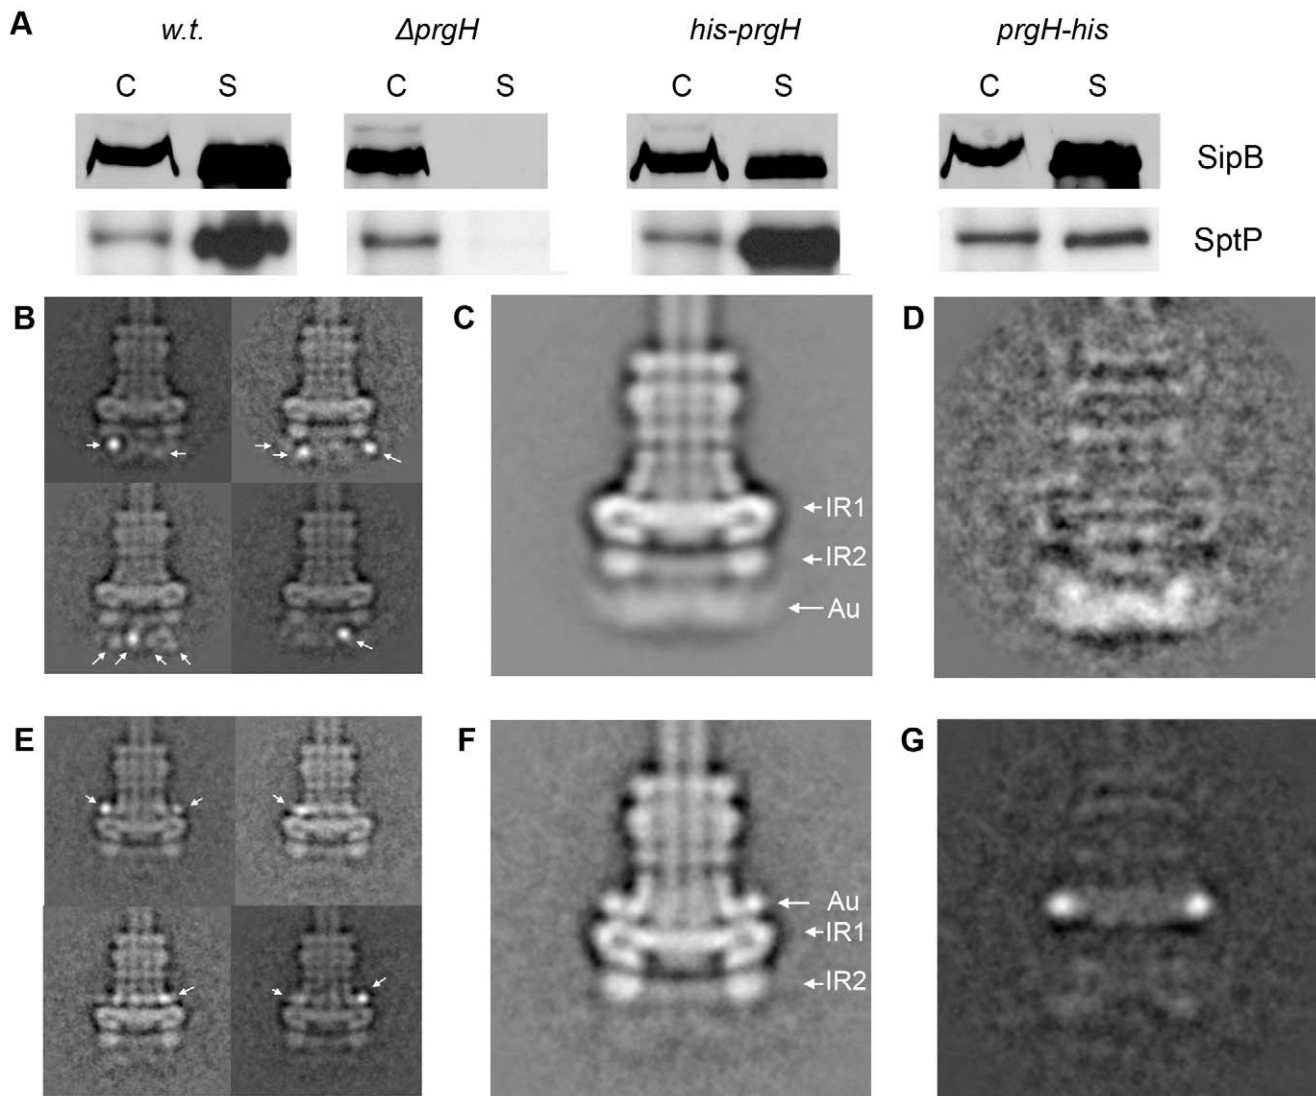 A w.t. ΔprgH his-prgH prgH-his
C S C S C S C S
SipB
SptP
B C D
IR1
IR2
Au
E F G
Au
IR1
IR2